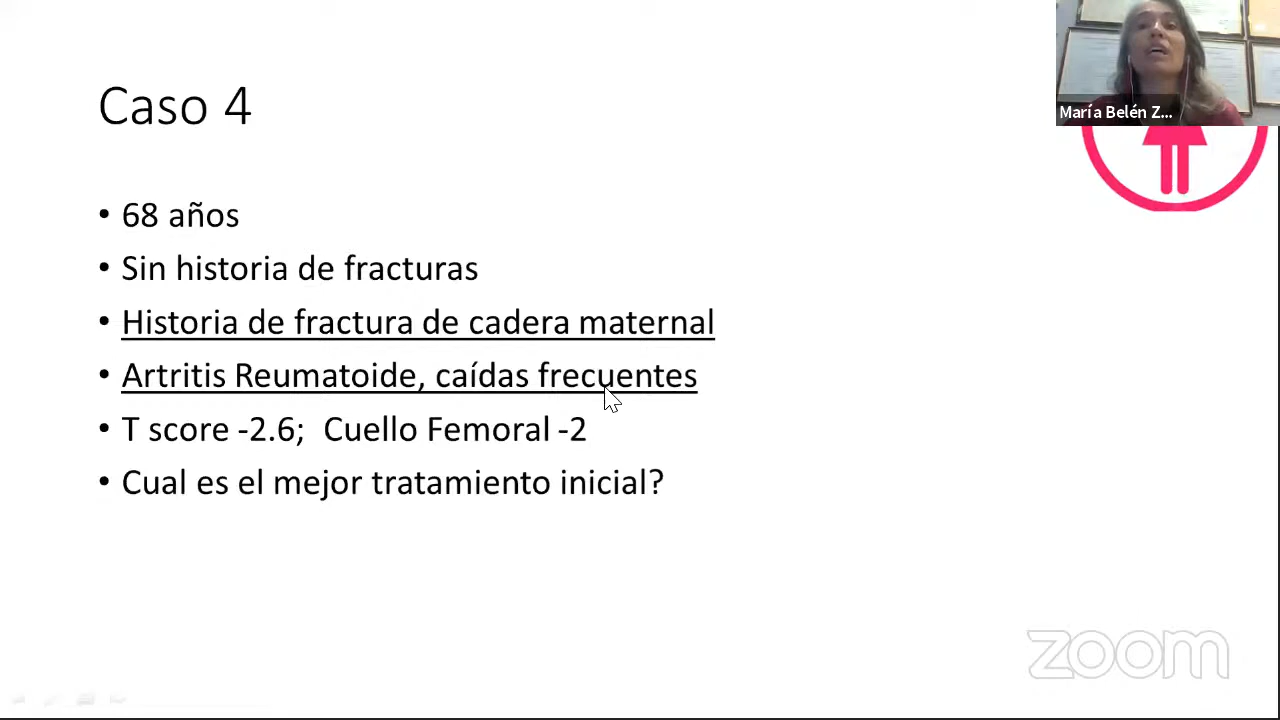 Caso 4
• 68 años
• Sin historia de fracturas
• Historia de fractura de cadera maternal
• Artritis Reumatoide, caídas frecuentes
• T score -2.6;  Cuello Femoral -2
• Cual es el mejor tratamiento inicial?
María Belén Z...
zoom